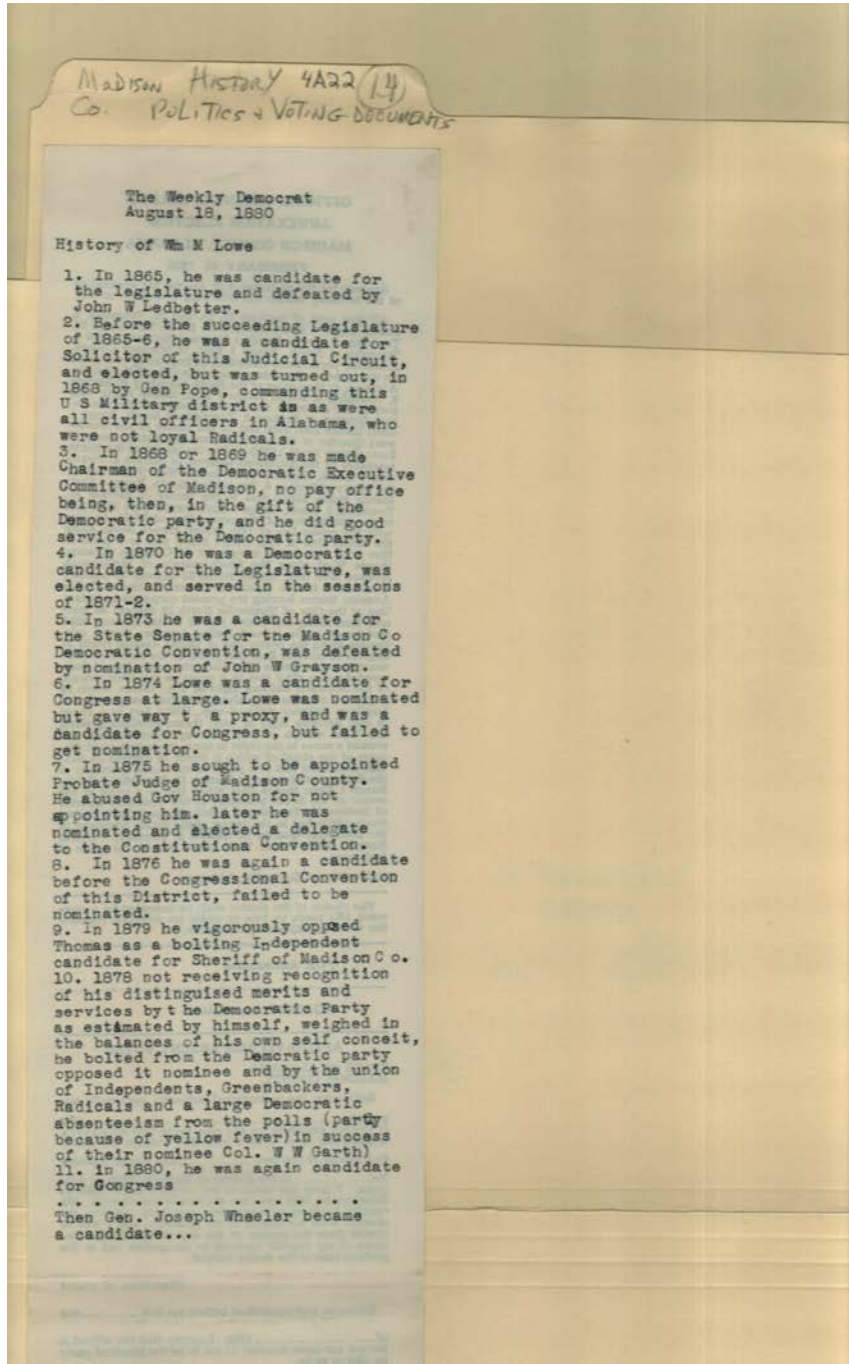 MADISON HISTORY 4A22 14
Co. POLITICS & VOTING DOCUMENTS
The Weekly Democrat
August 18, 1880
History of Wm M Lowe
1. In 1865, he was candidate for
the legislature and defeated by
John W Ledbetter.
2. Before the succeeding Legislature
of 1865-6, he was a candidate for
Solicitor of this Judicial Circuit,
and elected, but was turned out, in
1868 by Gen Pope, commanding this
U S Military district as as were
all civil officers in Alabama, who
were not loyal Radicals.
3. In 1868 or 1869 he was made
Chairman of the Democratic Executive
Committee of Madison, no pay office
being, then, in the gift of the
Democratic party, and he did good
service for the Democratic party.
4. In 1870 he was a Democratic
candidate for the Legislature, was
elected, and served in the sessions
of 1871-2.
5. In 1873 he was a candidate for
the State Senate for the Madison Co
Democratic Convention, was defeated
by nomination of John W Grayson.
6. In 1874 Lowe was a candidate for
Congress at large. Lowe was nominated
but gave way t a proxy, and was a
candidate for Congress, but failed to
get nomination.
7. In 1875 he sough to be appointed
Probate Judge of Madison County.
He abused Gov Houston for not
appointing him. later he was
nominated and elected a delegate
to the Constitutiona Convention.
8. In 1876 he was again a candidate
before the Congressional Convention
of this District, failed to be
nominated.
9. In 1879 he vigorously opposed
Thomas as a bolting Independent
candidate for Sheriff of Madison C o.
10. 1878 not receiving recognition
of his distinguised merits and
services by t he Democratic Party
as estimated by himself, weighed in
the balances of his own self conceit,
he bolted from the Demcratic party
opposed it nominee and by the union
of Independents, Greenbackers,
Radicals and a large Democratic
absenteeism from the polls (partly
because of yellow fever)in success
of their nominee Col. W W Garth)
11. in 1880, he was again candidate
for Congress
. . . . . . . . . . . . . . . .
Then Gen. Joseph Wheeler became
a candidate...